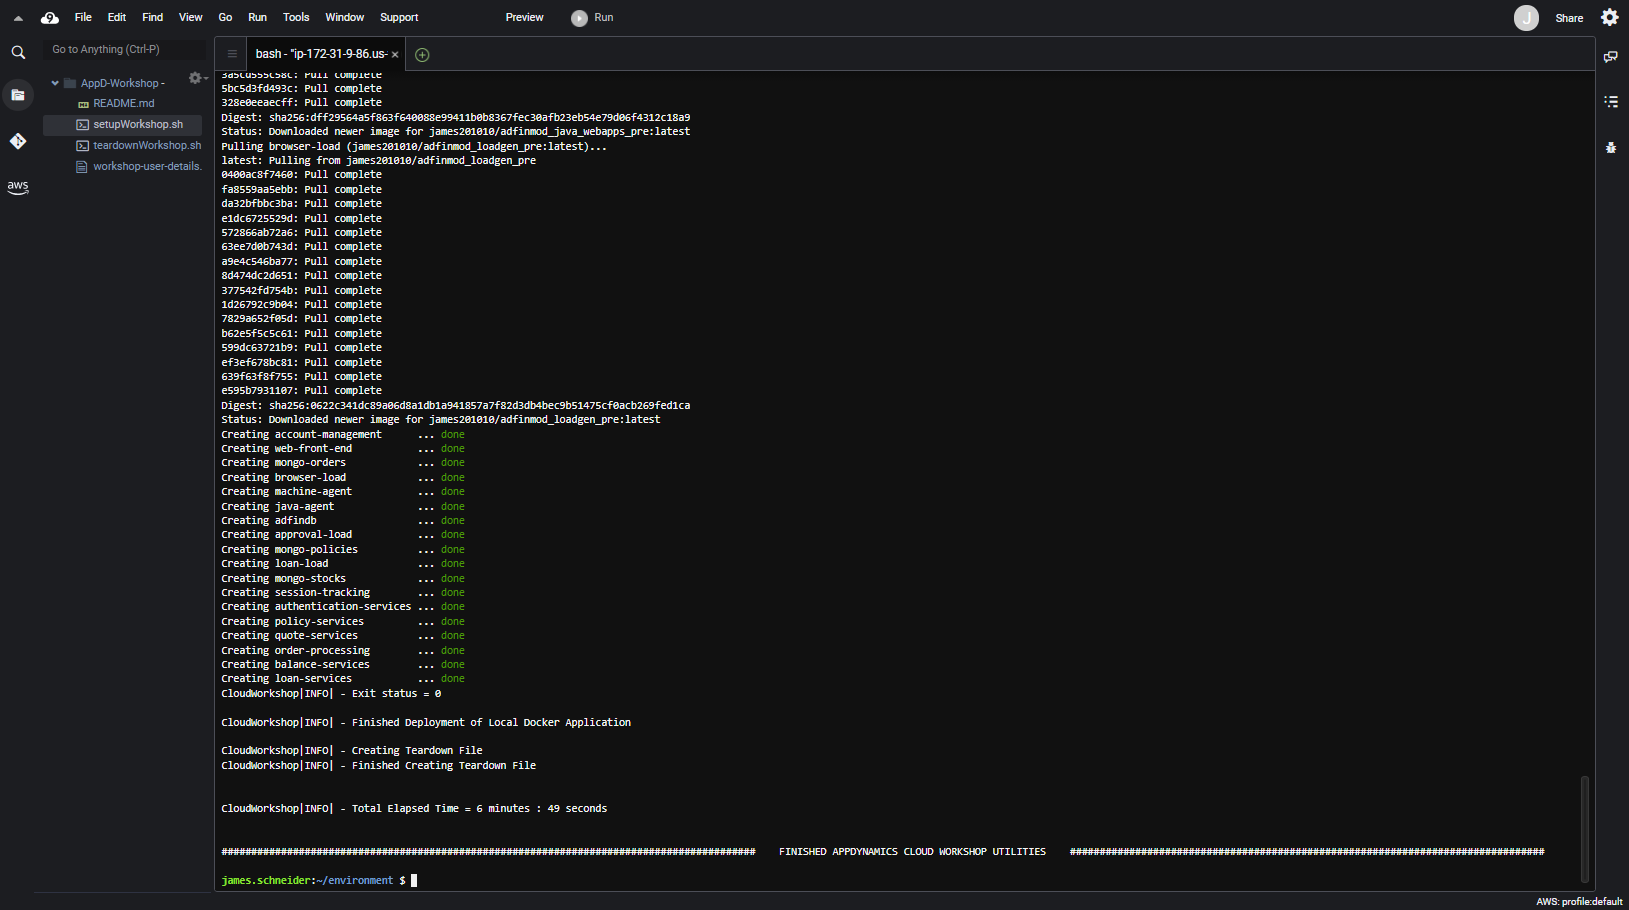 9 File Edit Find View Go Run Tools Window Support Preview Run J Share
Go to Anything (Ctrl-P)
AppD-Workshop -
README.md
setupWorkshop.sh
teardownWorkshop.sh
workshop-user-details.
aws
bash - "ip-172-31-9-86.us- ×
3a5cd555c58c: Pull complete
5bc5d3fd493c: Pull complete
328e0eeaecff: Pull complete
Digest: sha256:dff29564a5f863f640088e99411b0b8367fec30afb23eb54e79d06f4312c18a9
Status: Downloaded newer image for james201010/adfinmod_java_webapps_pre:latest
Pulling browser-load (james201010/adfinmod_loadgen_pre:latest)...
latest: Pulling from james201010/adfinmod_loadgen_pre
0400ac8f7460: Pull complete
fa8559aa5ebb: Pull complete
da32bfbbc3ba: Pull complete
e1dc6725529d: Pull complete
572866ab72a6: Pull complete
63ee7d0b743d: Pull complete
a9e4c546ba77: Pull complete
8d474dc2d651: Pull complete
377542fd754b: Pull complete
1d26792c9b04: Pull complete
7829a652f05d: Pull complete
b62e5f5c5c61: Pull complete
599dc63721b9: Pull complete
ef3ef678bc81: Pull complete
639f63f8f755: Pull complete
e595b7931107: Pull complete
Digest: sha256:0622c341dc89a06d8a1db1a941857a7f82d3db4bec9b51475cf0acb269fed1ca
Status: Downloaded newer image for james201010/adfinmod_loadgen_pre:latest
Creating account-management ... done
Creating web-front-end ... done
Creating mongo-orders ... done
Creating browser-load ... done
Creating machine-agent ... done
Creating java-agent ... done
Creating adfindb ... done
Creating approval-load ... done
Creating mongo-policies ... done
Creating loan-load ... done
Creating mongo-stocks ... done
Creating session-tracking ... done
Creating authentication-services ... done
Creating policy-services ... done
Creating quote-services ... done
Creating order-processing ... done
Creating balance-services ... done
Creating loan-services ... done
CloudWorkshop|INFO| - Exit status = 0
CloudWorkshop|INFO| - Finished Deployment of Local Docker Application
CloudWorkshop|INFO| - Creating Teardown File
CloudWorkshop|INFO| - Finished Creating Teardown File
CloudWorkshop|INFO| - Total Elapsed Time = 6 minutes : 49 seconds
########################################################################################## FINISHED APPDYNAMICS CLOUD WORKSHOP UTILITIES ################################################################################
james.schneider:~/environment $
AWS: profile:default